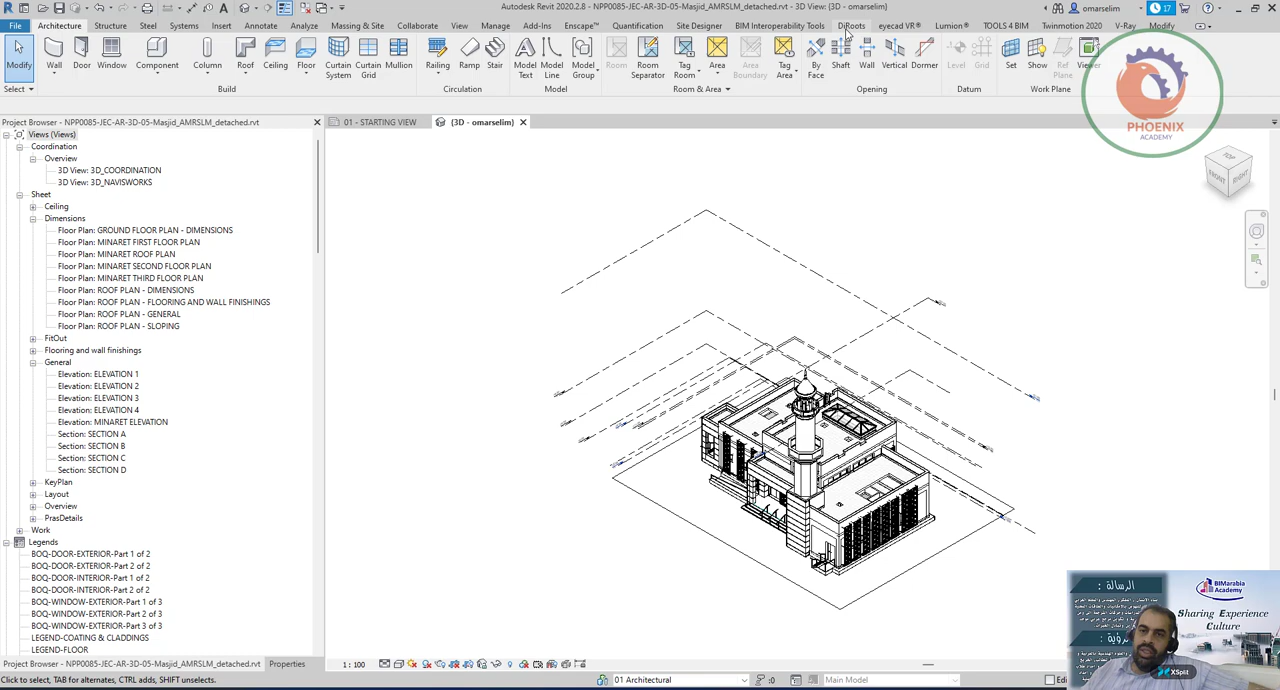 Autodesk Revit 2020.2.8 - NPP0085-JEC-AR-3D-05-Masjid_AMRSLM_detached.rvt - 3D View: {3D - omarselim}
omarselim
17
File Architecture Structure Steel Systems Insert Annotate Analyze Massing & Site Collaborate View Manage Add-Ins Enscape™ Quantification Site Designer BIM Interoperability Tools DiRoots eyecad VR® Lumion® TOOLS 4 BIM Twinmotion 2020 V-Ray Modify
Modify Wall Door Window Component Column Roof Ceiling Floor Curtain System Curtain Grid Mullion Railing Ramp Stair Model Text Model Line Model Group Room Room Separator Tag Room Area Area Boundary Tag Area By Face Shaft Wall Vertical Dormer Level Grid Set Show Ref Plane Viewer
Select Build Circulation Model Room & Area Opening Datum Work Plane
PHOENIX
ACADEMY
Project Browser - NPP0085-JEC-AR-3D-05-Masjid_AMRSLM_detached.rvt
01 - STARTING VIEW
{3D - omarselim}
TOP
FRONT
RIGHT
Views (Views)
Coordination
Overview
3D View: 3D_COORDINATION
3D View: 3D_NAVISWORKS
Sheet
Ceiling
Dimensions
Floor Plan: GROUND FLOOR PLAN - DIMENSIONS
Floor Plan: MINARET FIRST FLOOR PLAN
Floor Plan: MINARET ROOF PLAN
Floor Plan: MINARET SECOND FLOOR PLAN
Floor Plan: MINARET THIRD FLOOR PLAN
Floor Plan: ROOF PLAN - DIMENSIONS
Floor Plan: ROOF PLAN - FLOORING AND WALL FINISHINGS
Floor Plan: ROOF PLAN - GENERAL
Floor Plan: ROOF PLAN - SLOPING
FitOut
Flooring and wall finishings
General
Elevation: ELEVATION 1
Elevation: ELEVATION 2
Elevation: ELEVATION 3
Elevation: ELEVATION 4
Elevation: MINARET ELEVATION
Section: SECTION A
Section: SECTION B
Section: SECTION C
Section: SECTION D
KeyPlan
Layout
Overview
PrasDetails
Work
Legends
BOQ-DOOR-EXTERIOR-Part 1 of 2
BOQ-DOOR-EXTERIOR-Part 2 of 2
BOQ-DOOR-INTERIOR-Part 1 of 2
BOQ-DOOR-INTERIOR-Part 2 of 2
BOQ-WINDOW-EXTERIOR-Part 1 of 3
BOQ-WINDOW-EXTERIOR-Part 2 of 3
BOQ-WINDOW-EXTERIOR-Part 3 of 3
LEGEND-COATING & CLADDINGS
LEGEND-FLOOR
Project Browser - NPP0085-JEC-AR-3D-05-Masjid_AMRSLM_detached.rvt Properties
1 : 100
الرسالة :
BIMarabia
Academy
Sharing Experience
Culture
XSplit
Click to select, TAB for alternates, CTRL adds, SHIFT unselects.
:0
01 Architectural
Main Model